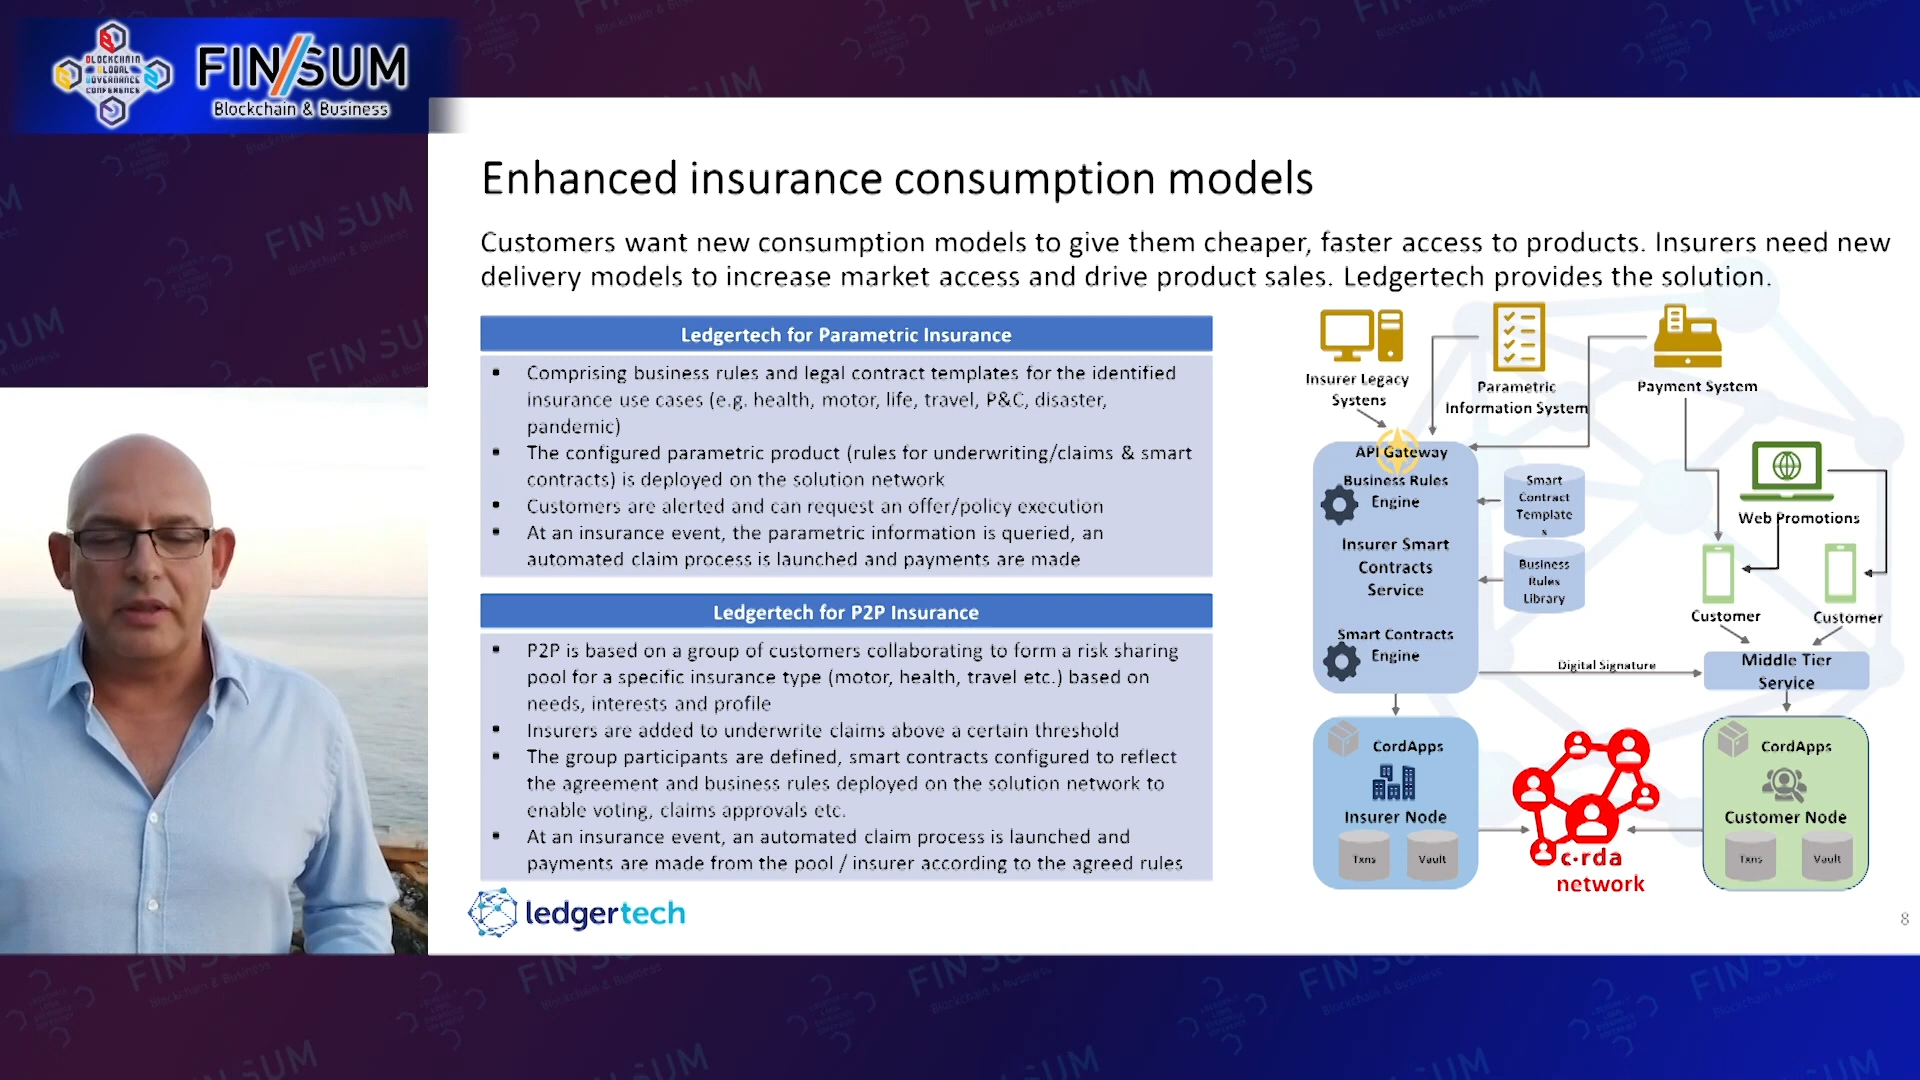 BLOCKCHAIN
GLOBAL
GOVERNANCE
CONFERENCE
FIN/SUM
Blockchain & Business
Enhanced insurance consumption models
Customers want new consumption models to give them cheaper, faster access to products. Insurers need new
delivery models to increase market access and drive product sales. Ledgertech provides the solution.
Ledgertech for Parametric Insurance
▪ Comprising business rules and legal contract templates for the identified
insurance use cases (e.g. health, motor, life, travel, P&C, disaster,
pandemic)
▪ The configured parametric product (rules for underwriting/claims & smart
contracts) is deployed on the solution network
▪ Customers are alerted and can request an offer/policy execution
▪ At an insurance event, the parametric information is queried, an
automated claim process is launched and payments are made
Ledgertech for P2P Insurance
▪ P2P is based on a group of customers collaborating to form a risk sharing
pool for a specific insurance type (motor, health, travel etc.) based on
needs, interests and profile
▪ Insurers are added to underwrite claims above a certain threshold
▪ The group participants are defined, smart contracts configured to reflect
the agreement and business rules deployed on the solution network to
enable voting, claims approvals etc.
▪ At an insurance event, an automated claim process is launched and
payments are made from the pool / insurer according to the agreed rules
ledgertech
Insurer Legacy
Systens
Parametric
Information System
Payment System
API Gateway
Business Rules
Engine
Insurer Smart
Contracts
Service
Smart Contracts
Engine
Smart
Contract
Template
s
Business
Rules
Library
Web Promotions
Customer
Customer
Digital Signature
Middle Tier
Service
CordApps
Insurer Node
Txns
Vault
c·rda
network
CordApps
Customer Node
Txns
Vault
8